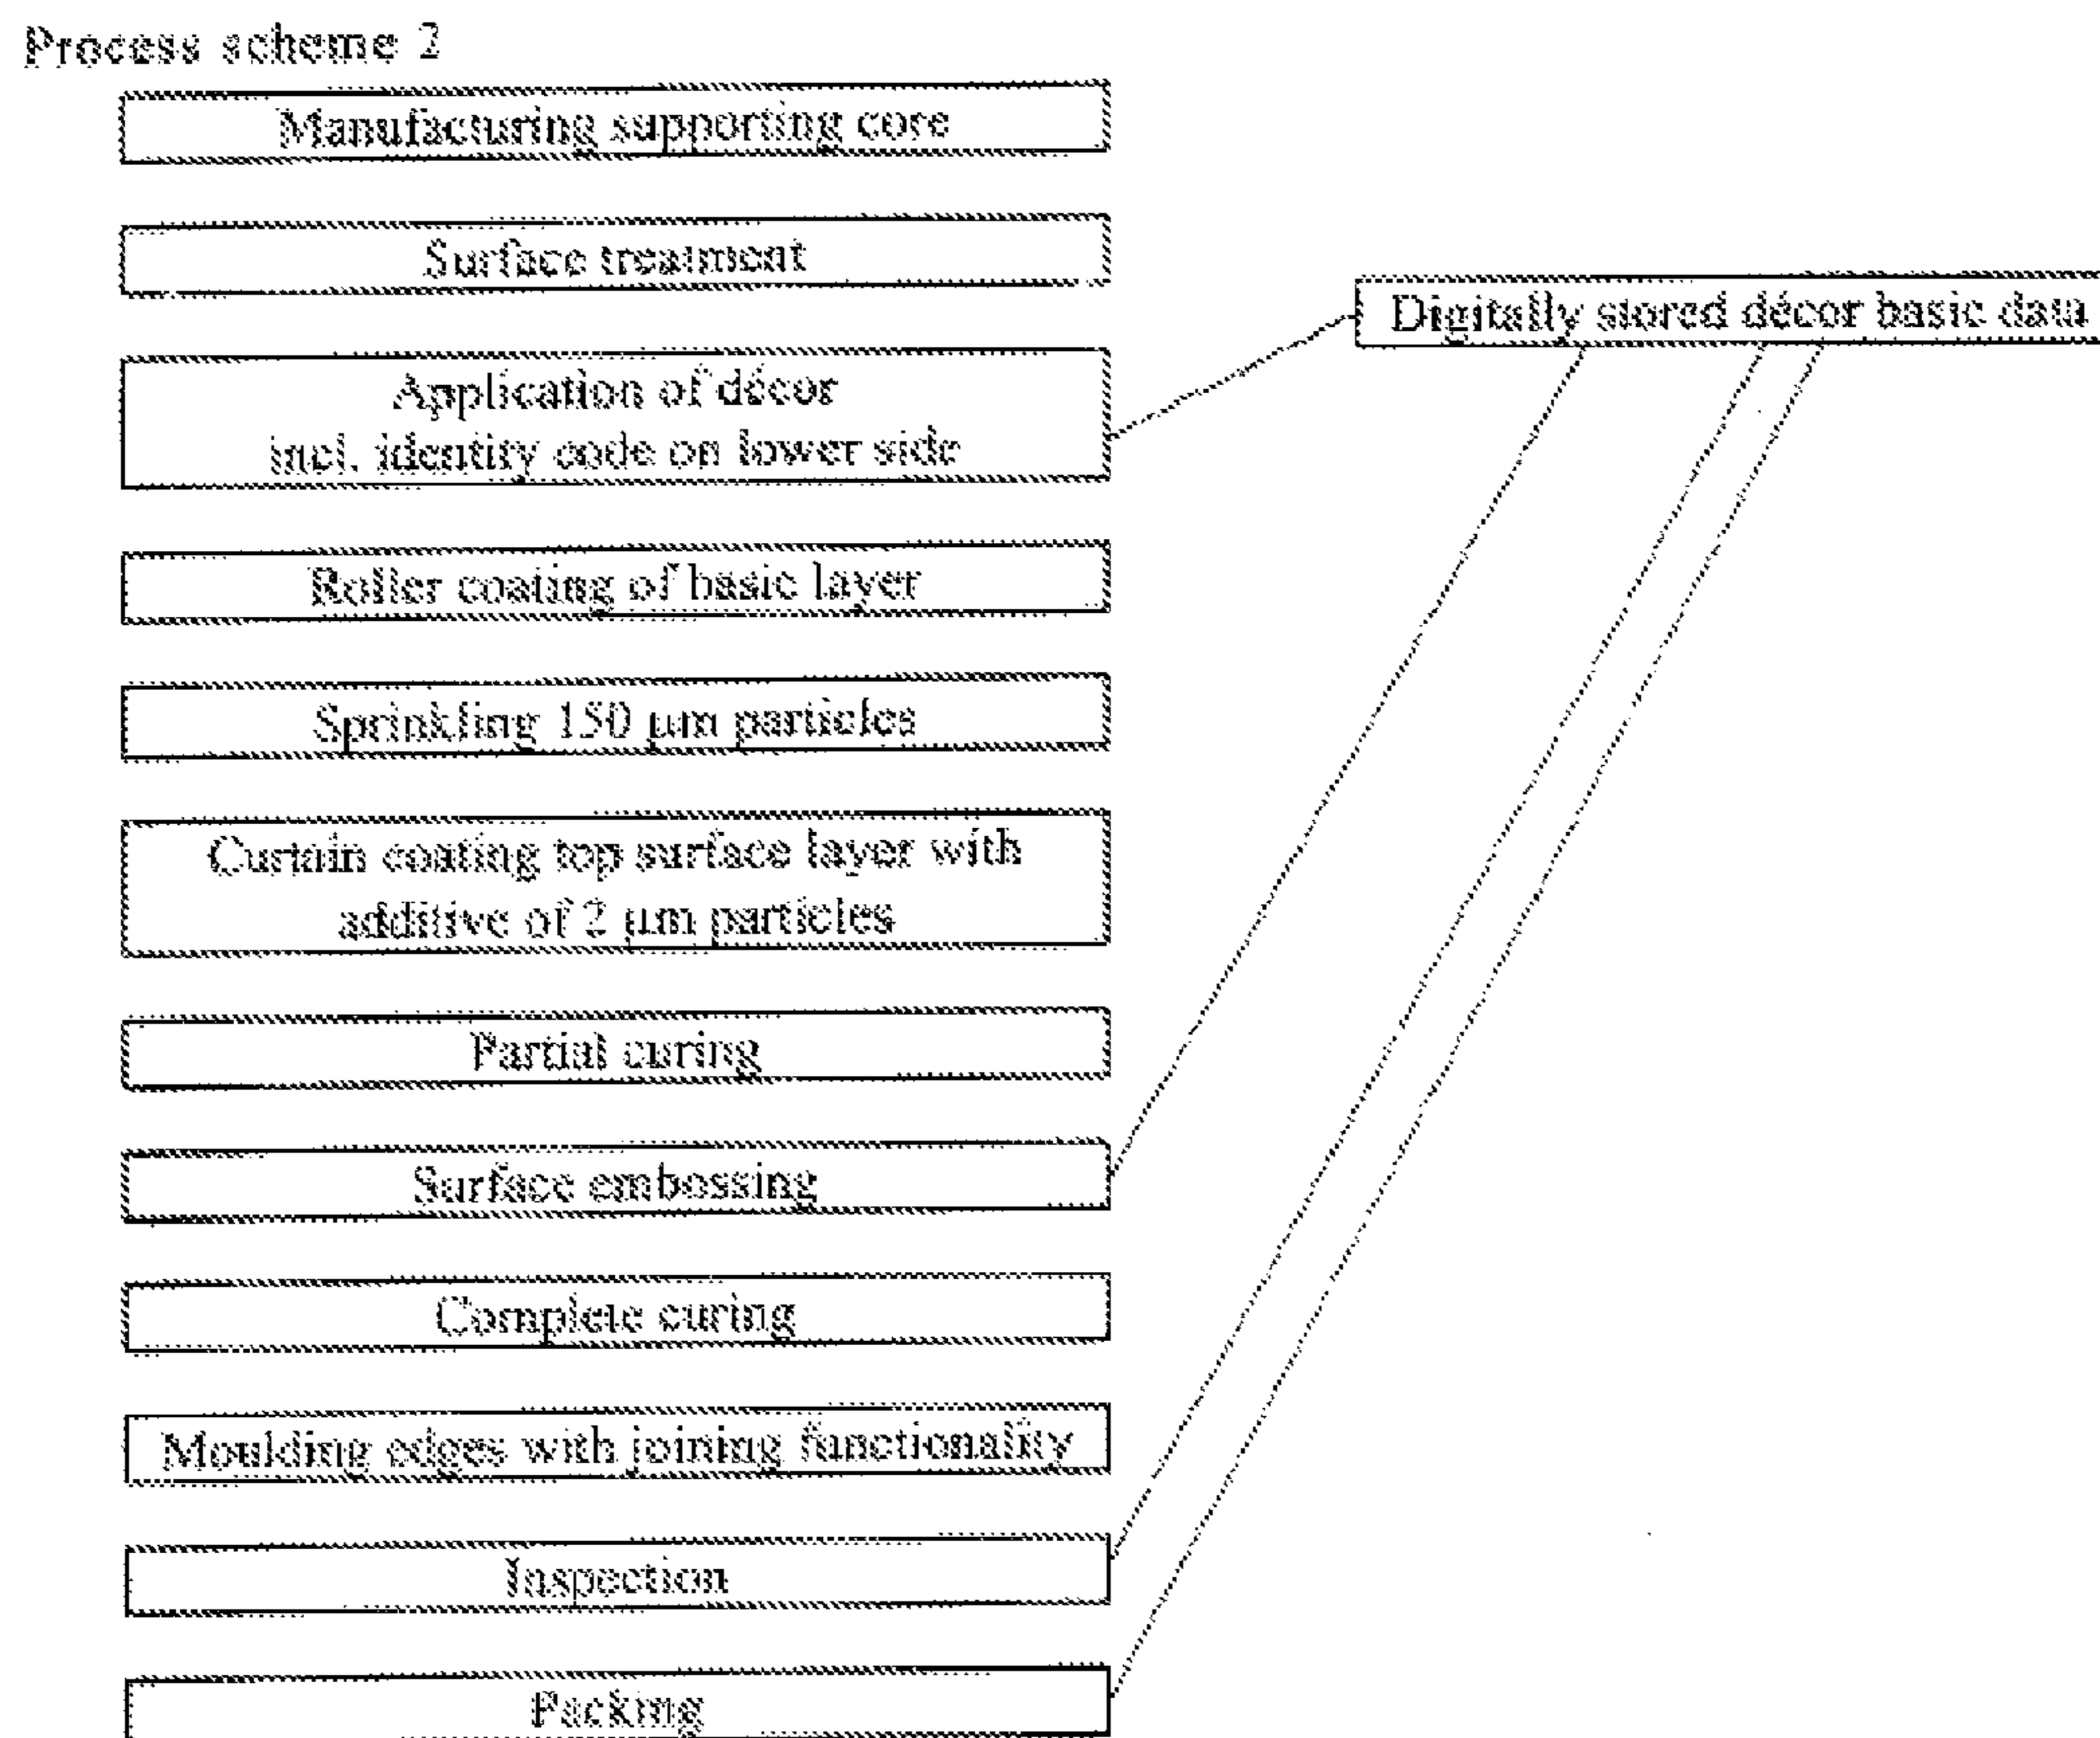 Process scheme 2
Manufacturing supporting core
Surface treatment
Digitally stored décor basic data
Application of décor
incl. identity code on lower side
Roller coating of basic layer
Sprinkling 150 µm particles
Curtain coating top surface layer with
additive of 2 µm particles
Partial curing
Surface embossing
Complete curing
Moulding edges with joining functionality
Inspection
Packing